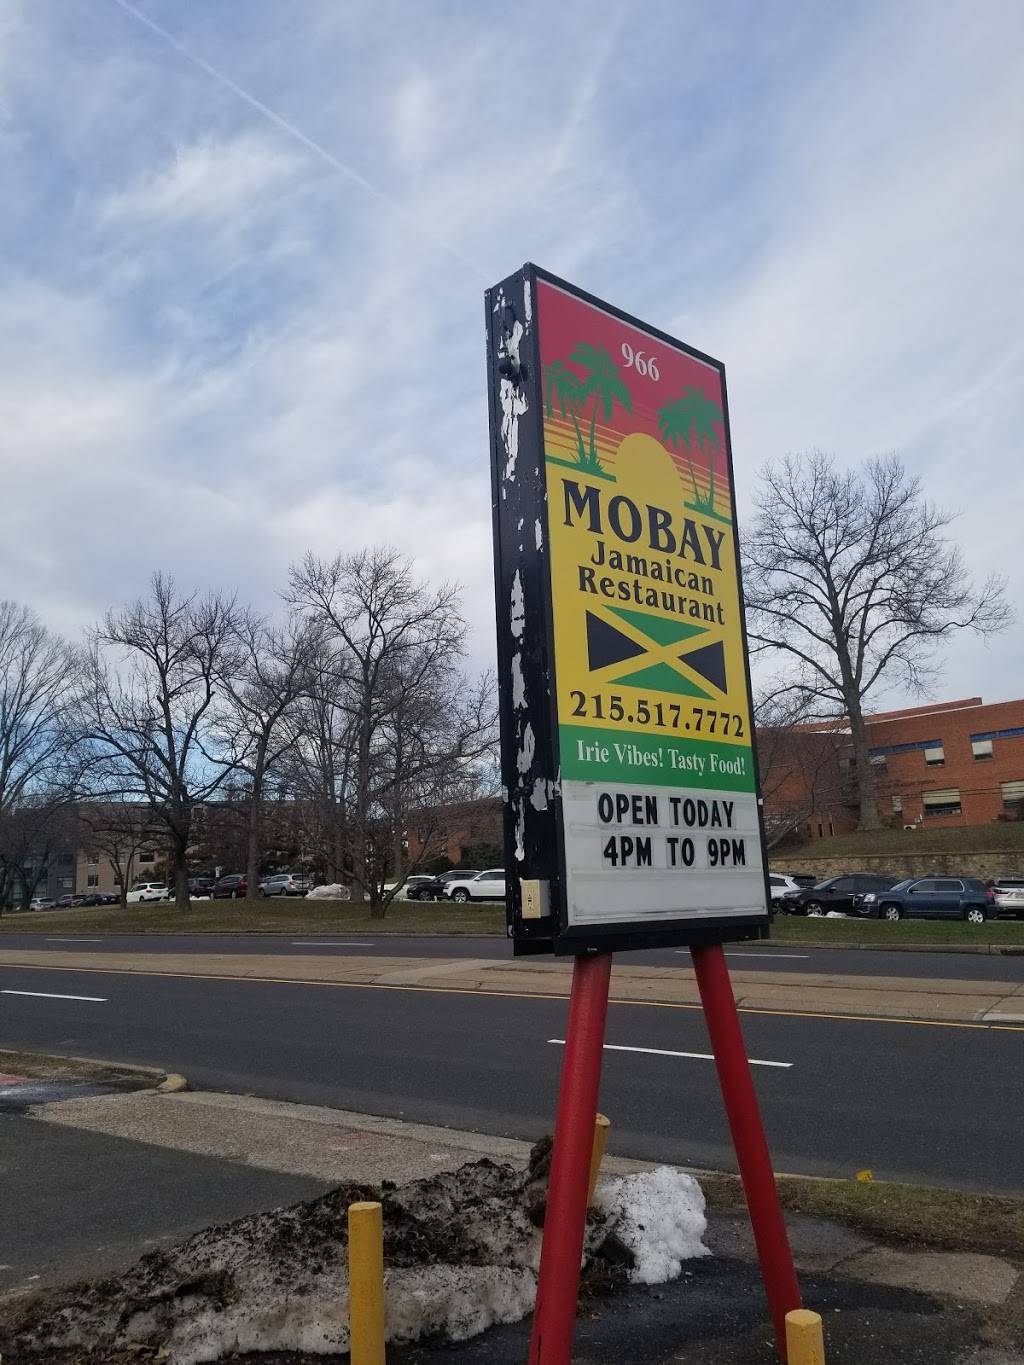 966
MOBAY
Jamaican
Restaurant
215.517.7772
Irie Vibes! Tasty Food!
OPEN TODAY
4PM TO 9PM